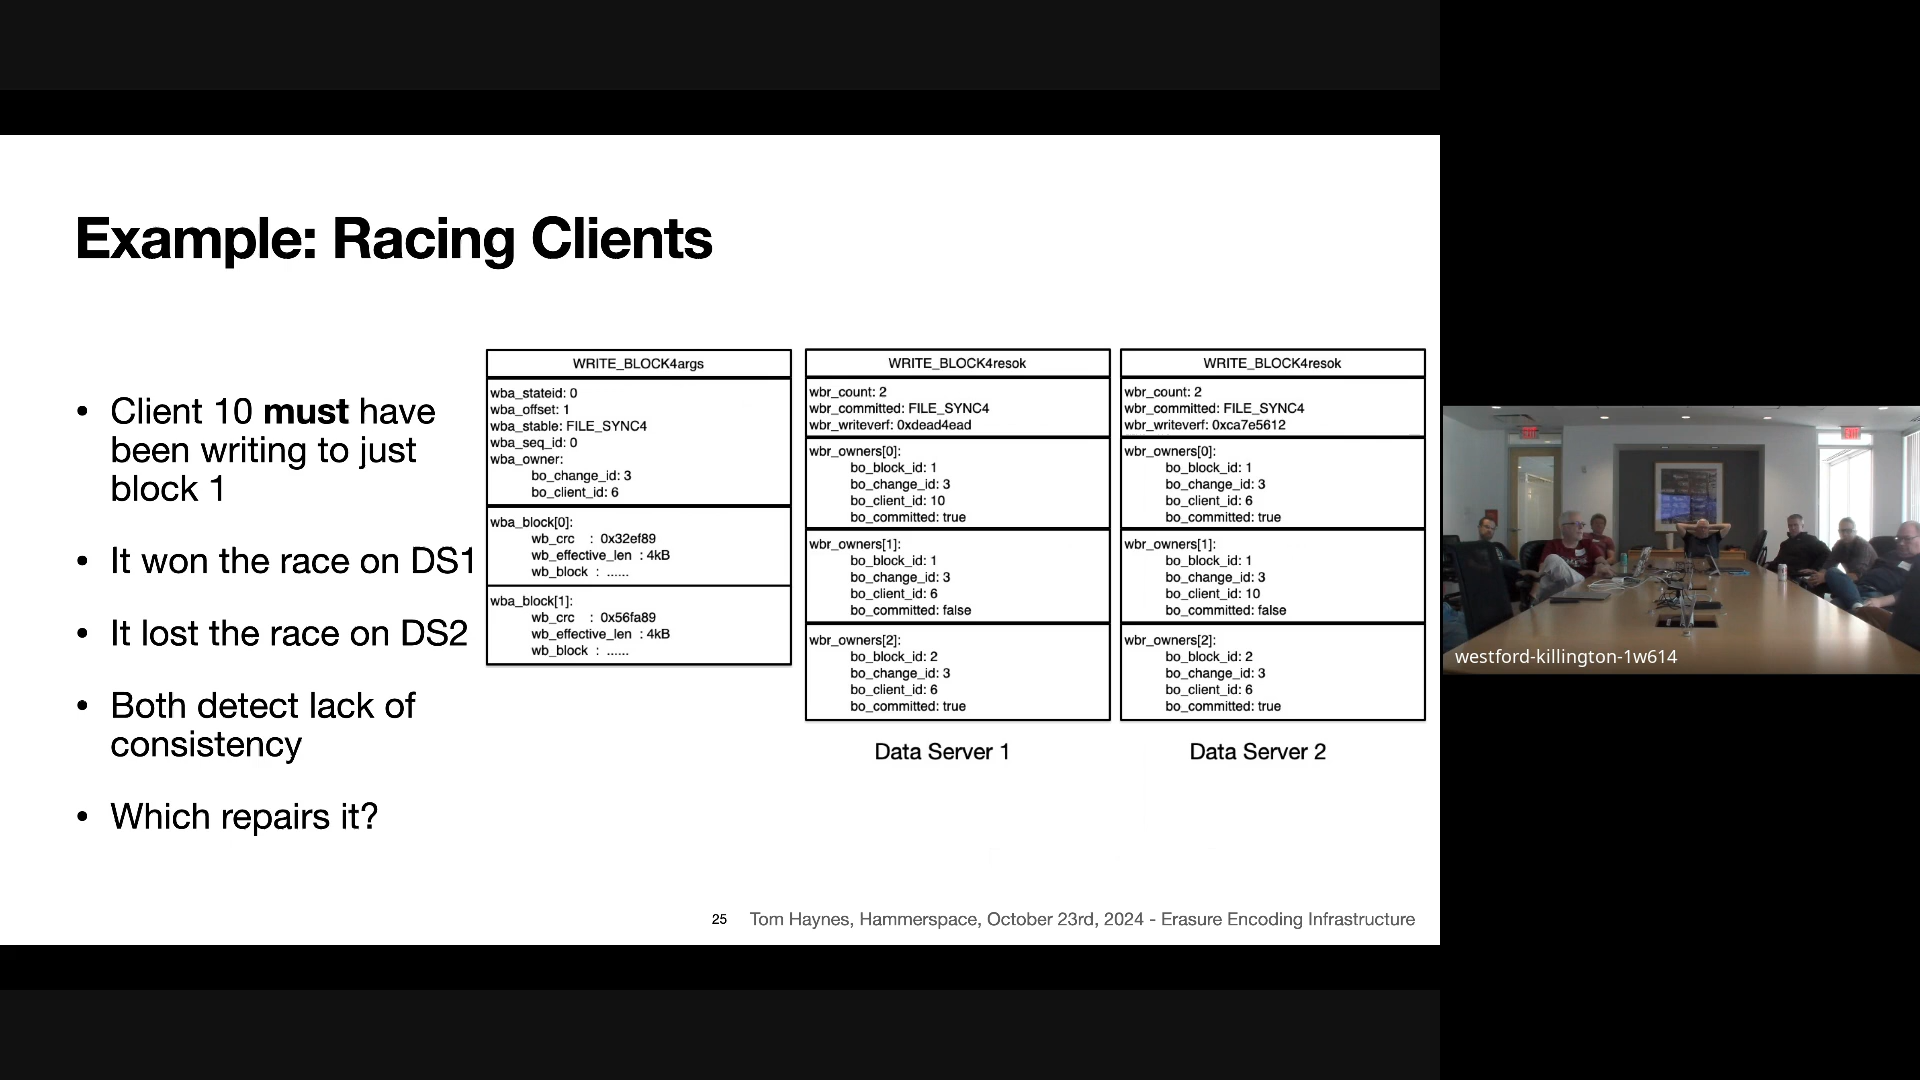 Example: Racing Clients
• Client 10 must have
been writing to just
block 1
• It won the race on DS1
• It lost the race on DS2
• Both detect lack of
consistency
• Which repairs it?
WRITE_BLOCK4args
wba_stateid: 0
wba_offset: 1
wba_stable: FILE_SYNC4
wba_seq_id: 0
wba_owner:
bo_change_id: 3
bo_client_id: 6
wba_block[0]:
wb_crc : 0x32ef89
wb_effective_len : 4kB
wb_block : ......
wba_block[1]:
wb_crc : 0x56fa89
wb_effective_len : 4kB
wb_block : ......
WRITE_BLOCK4resok
wbr_count: 2
wbr_committed: FILE_SYNC4
wbr_writeverf: 0xdead4ead
wbr_owners[0]:
bo_block_id: 1
bo_change_id: 3
bo_client_id: 10
bo_committed: true
wbr_owners[1]:
bo_block_id: 1
bo_change_id: 3
bo_client_id: 6
bo_committed: false
wbr_owners[2]:
bo_block_id: 2
bo_change_id: 3
bo_client_id: 6
bo_committed: true
Data Server 1
WRITE_BLOCK4resok
wbr_count: 2
wbr_committed: FILE_SYNC4
wbr_writeverf: 0xca7e5612
wbr_owners[0]:
bo_block_id: 1
bo_change_id: 3
bo_client_id: 6
bo_committed: true
wbr_owners[1]:
bo_block_id: 1
bo_change_id: 3
bo_client_id: 10
bo_committed: false
wbr_owners[2]:
bo_block_id: 2
bo_change_id: 3
bo_client_id: 6
bo_committed: true
Data Server 2
25 Tom Haynes, Hammerspace, October 23rd, 2024 - Erasure Encoding Infrastructure
westford-killington-1w614